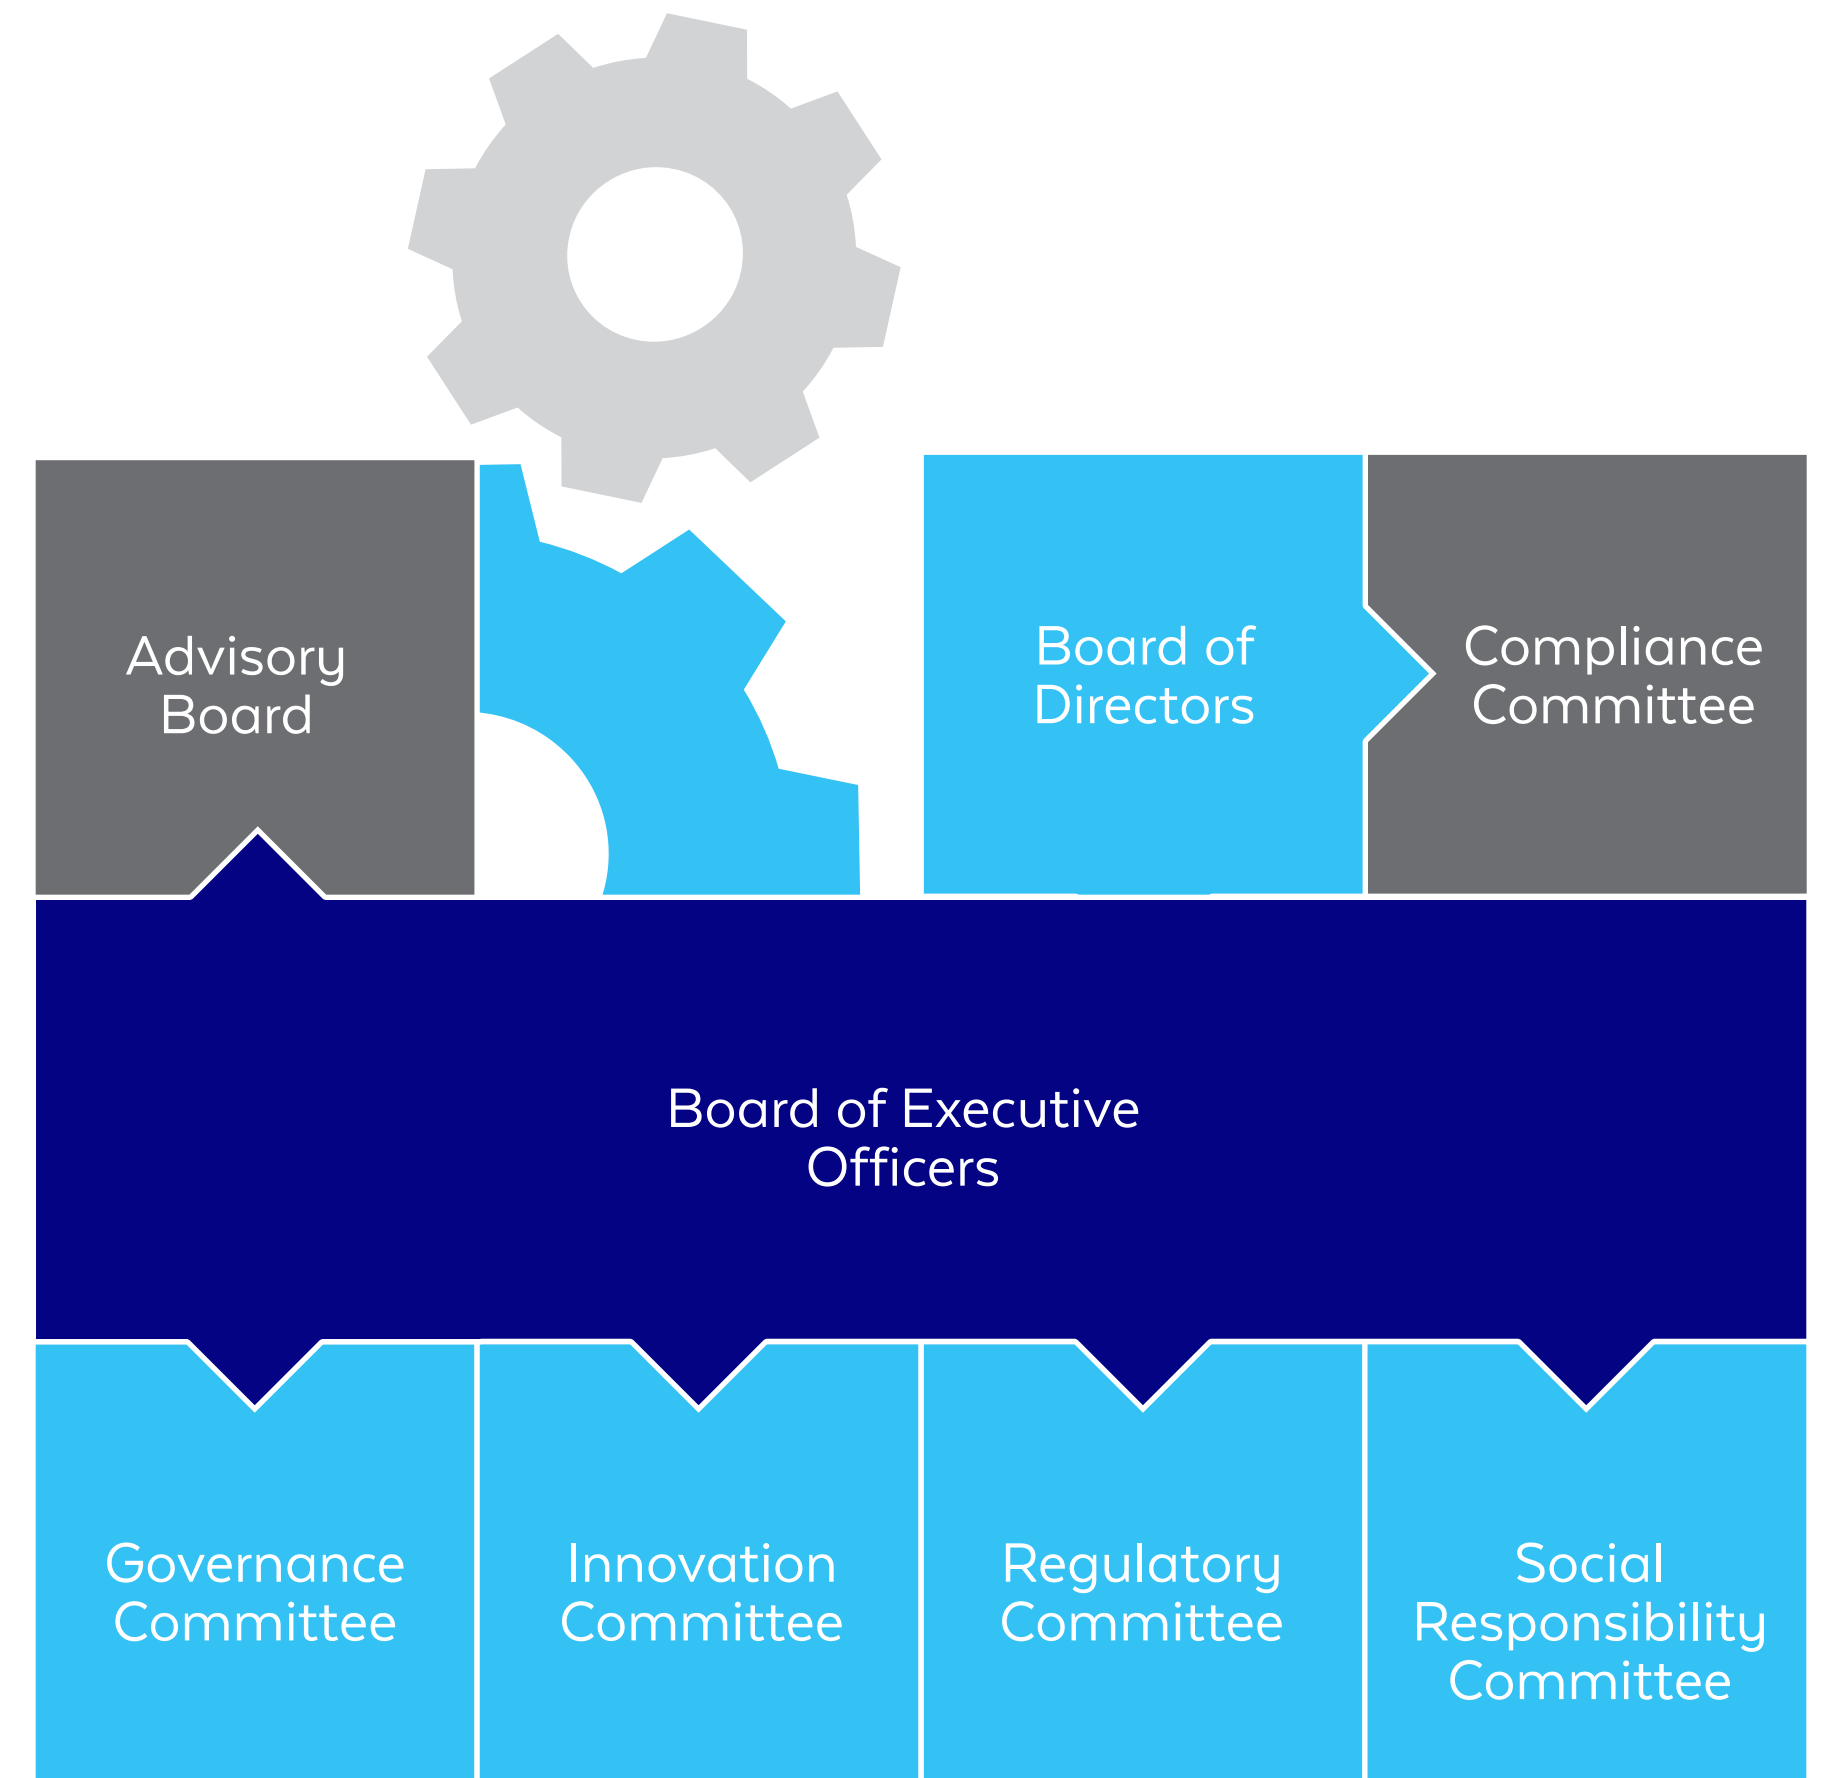 Advisory
Board
Board of
Directors
Compliance
Committee
Board of Executive
Officers
Governance
Committee
Innovation
Committee
Regulatory
Committee
Social
Responsibility
Committee